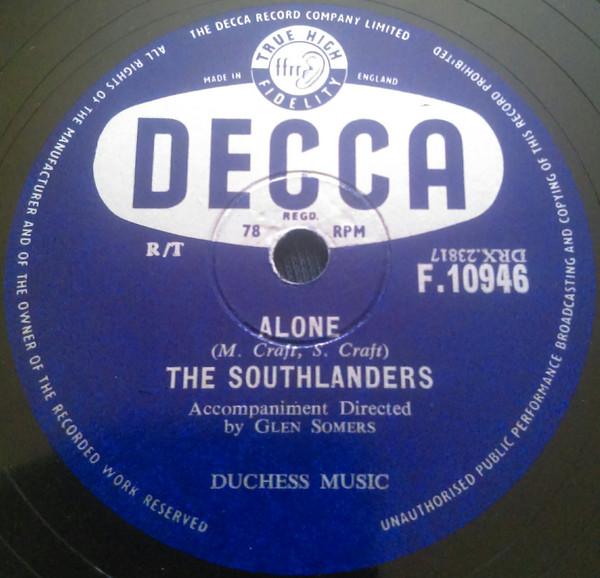 THE DECCA RECORD COMPANY LIMITED
ALL RIGHTS OF THE MANUFACTURER AND OF THE OWNER OF THE RECORDED WORK RESERVED
UNAUTHORISED PUBLIC PERFORMANCE BROADCASTING AND COPYING OF THIS RECORD PROHIBITED
TRUE HIGH
ffrr
FIDELITY
MADE IN ENGLAND
DECCA
REGD.
78 RPM
R/T
DRX.23817
F.10946
ALONE
(M. Craft, S. Craft)
THE SOUTHLANDERS
Accompaniment Directed
by GLEN SOMERS
DUCHESS MUSIC